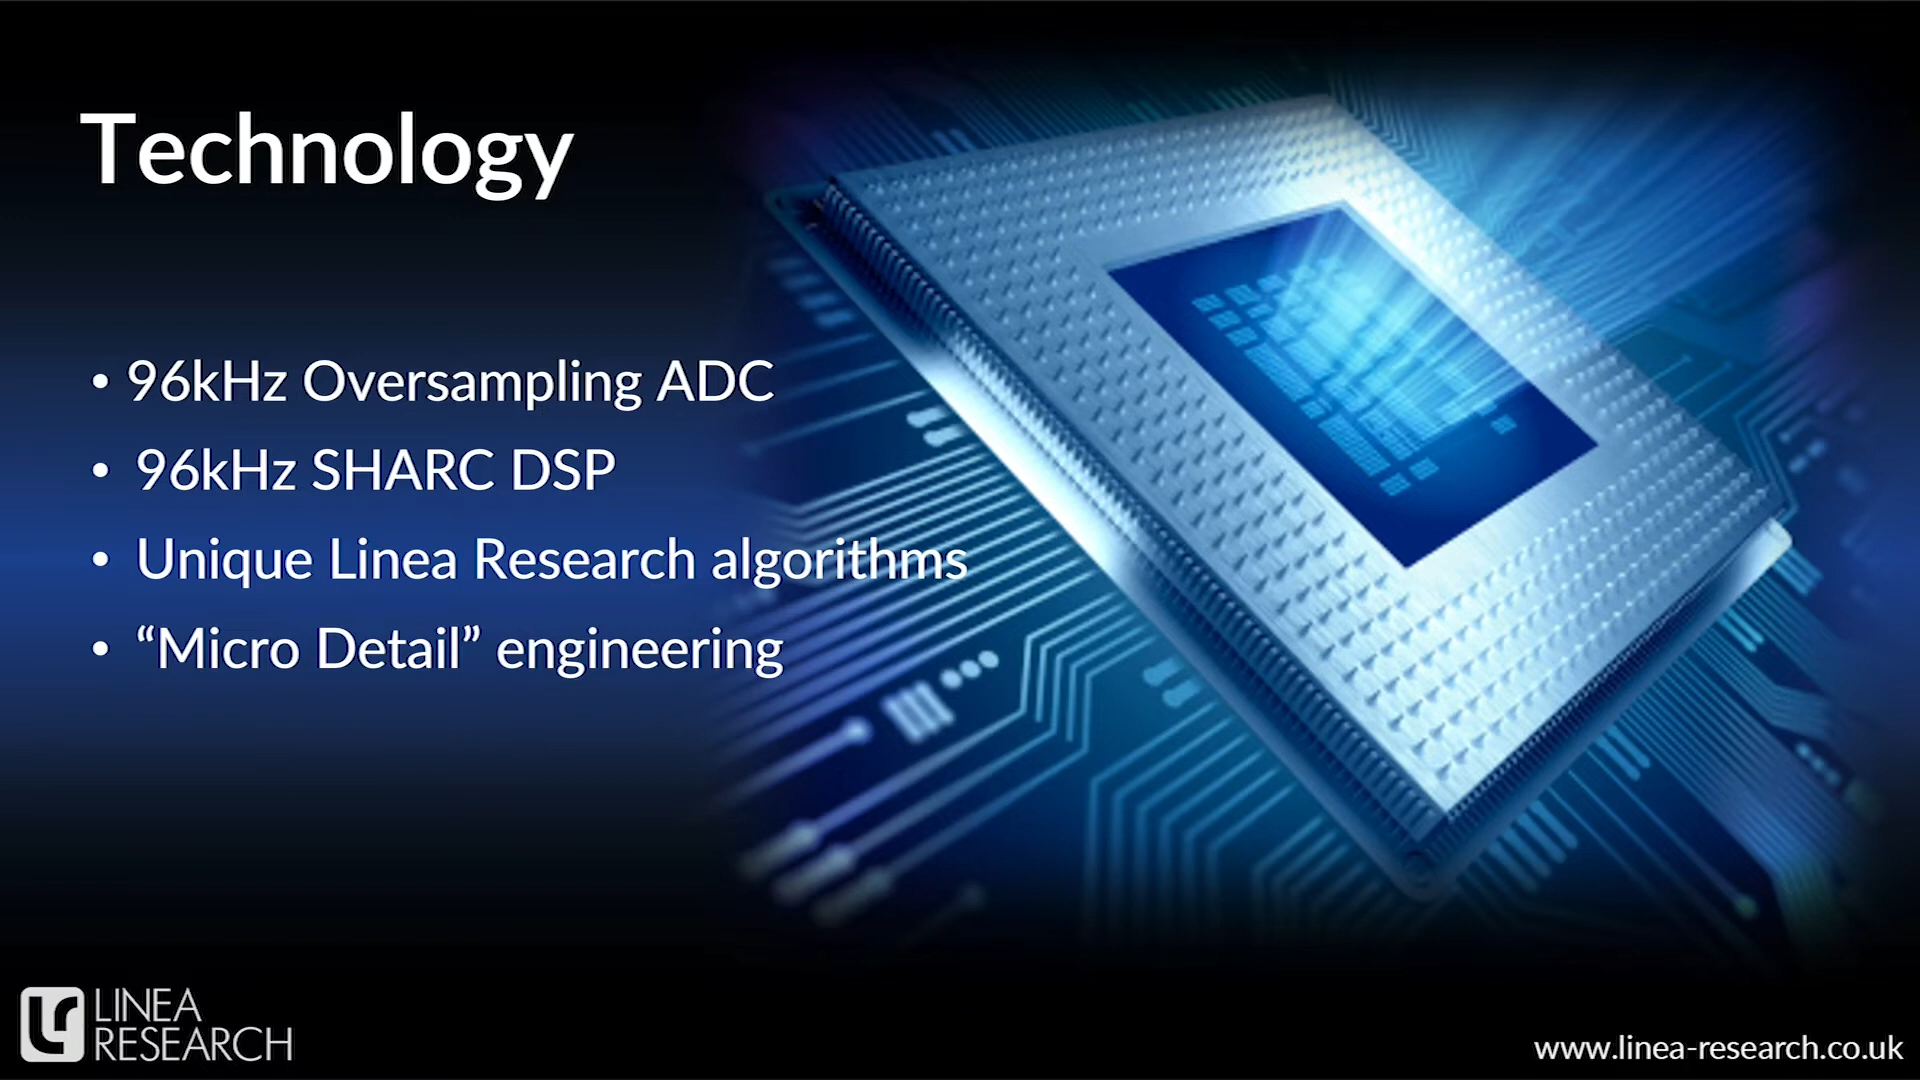 Technology
• 96kHz Oversampling ADC
• 96kHz SHARC DSP
• Unique Linea Research algorithms
• “Micro Detail” engineering
LINEA
RESEARCH
www.linea-research.co.uk